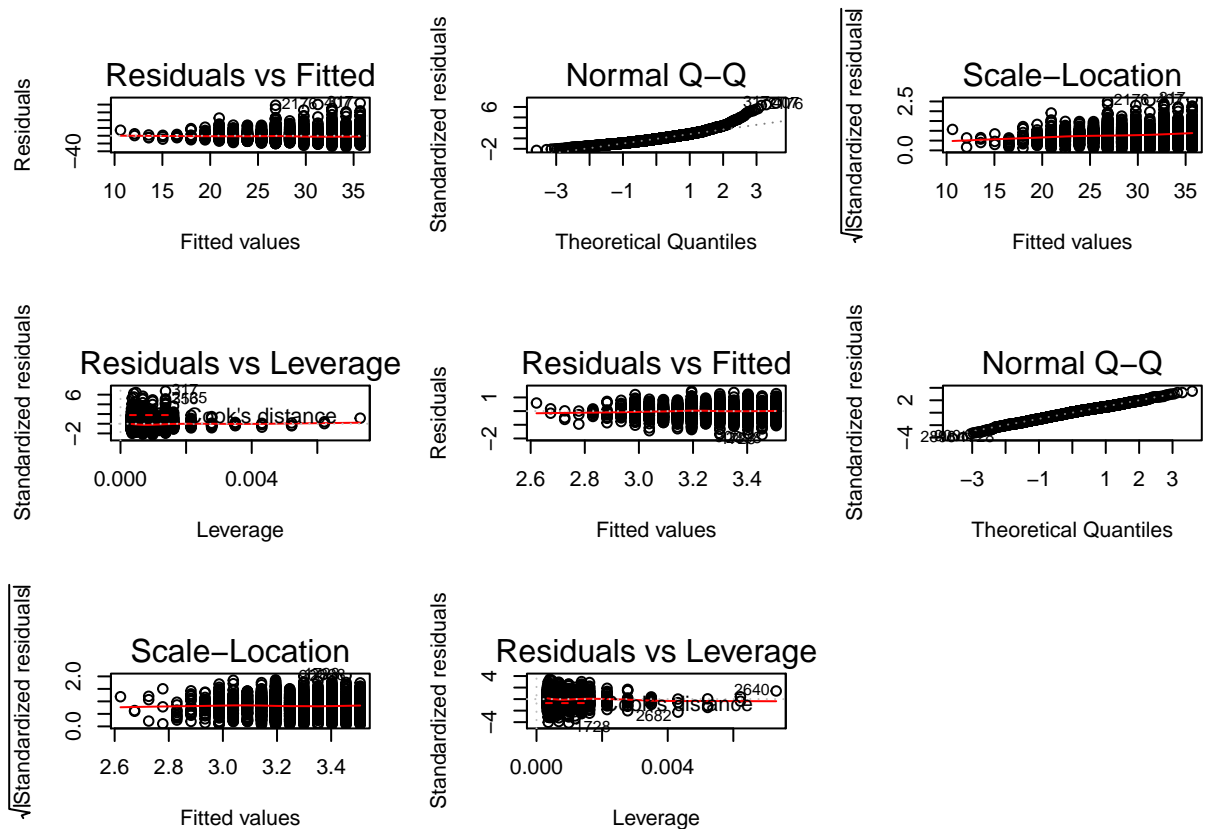 Residuals vs Fitted
Residuals
−40
10 15 20 25 30 35
Fitted values
Normal Q−Q
Standardized residuals
−2 6
−3 −1 1 2 3
Theoretical Quantiles
2176
Scale−Location
√|Standardized residuals|
0.0 2.5
2176 317
10 15 20 25 30 35
Fitted values
Residuals vs Leverage
Standardized residuals
−2 6
317
Cook's distance
0.000 0.004
Leverage
Residuals vs Fitted
Residuals
−2 1
2.6 2.8 3.0 3.2 3.4
Fitted values
Normal Q−Q
Standardized residuals
−4 2
−3 −1 1 2 3
Theoretical Quantiles
Scale−Location
√|Standardized residuals|
0.0 2.0
2.6 2.8 3.0 3.2 3.4
Fitted values
Residuals vs Leverage
Standardized residuals
−4 4
2640
Cook's distance
2682
1728
0.000 0.004
Leverage